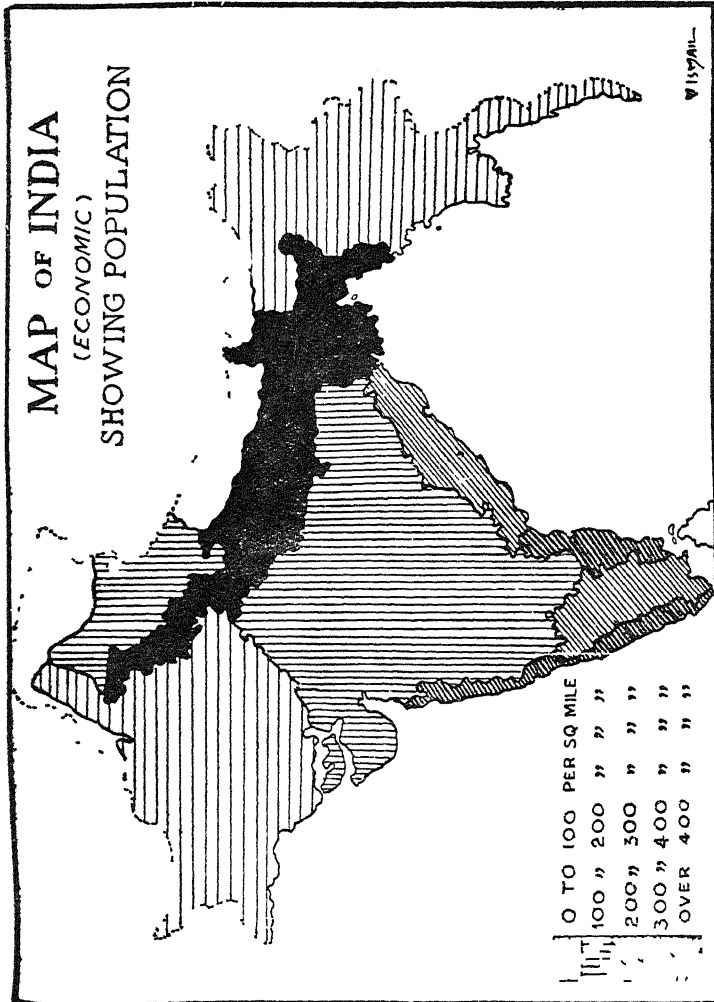 MAP OF INDIA
(ECONOMIC)
SHOWING POPULATION
0 TO 100 PER SQ MILE
100 " 200 " " "
200 " 300 " " "
300 " 400 " " "
OVER 400 " " "
ISMAIL